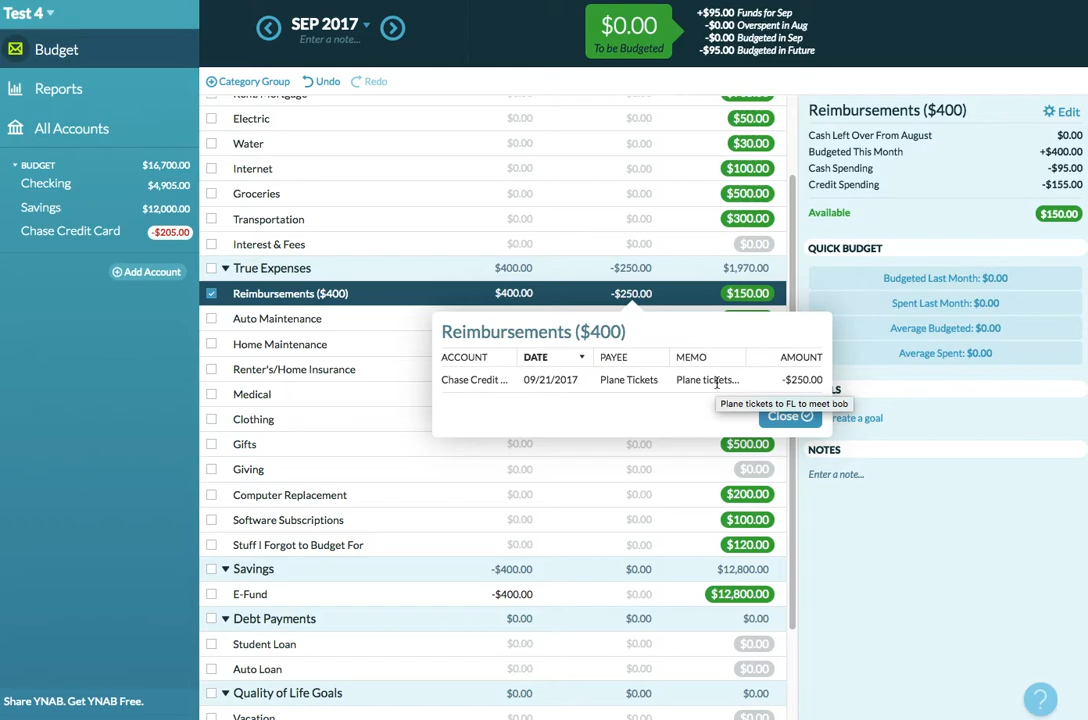 Test 4
Budget
Reports
All Accounts
BUDGET $16,700.00
Checking $4,905.00
Savings $12,000.00
Chase Credit Card -$205.00
Add Account
Share YNAB. Get YNAB Free.
SEP 2017
Enter a note...
$0.00
To be Budgeted
+$95.00 Funds for Sep
-$0.00 Overspent in Aug
-$0.00 Budgeted in Sep
-$95.00 Budgeted in Future
Category Group Undo Redo
Electric $0.00 $0.00 $50.00
Water $0.00 $0.00 $30.00
Internet $0.00 $0.00 $100.00
Groceries $0.00 $0.00 $500.00
Transportation $0.00 $0.00 $300.00
Interest & Fees $0.00 $0.00 $0.00
True Expenses $400.00 -$250.00 $1,970.00
Reimbursements ($400) $400.00 -$250.00 $150.00
Auto Maintenance
Home Maintenance
Renter's/Home Insurance
Medical
Clothing
Gifts $0.00 $0.00 $500.00
Giving $0.00 $0.00 $0.00
Computer Replacement $0.00 $0.00 $200.00
Software Subscriptions $0.00 $0.00 $100.00
Stuff I Forgot to Budget For $0.00 $0.00 $120.00
Savings -$400.00 $0.00 $12,800.00
E-Fund -$400.00 $0.00 $12,800.00
Debt Payments $0.00 $0.00 $0.00
Student Loan $0.00 $0.00 $0.00
Auto Loan $0.00 $0.00 $0.00
Quality of Life Goals $0.00 $0.00 $0.00
Vacation $0.00 $0.00 $0.00
Reimbursements ($400)
ACCOUNT DATE PAYEE MEMO AMOUNT
Chase Credit ... 09/21/2017 Plane Tickets Plane tickets... -$250.00
Plane tickets to FL to meet bob
Close
Reimbursements ($400) Edit
Cash Left Over From August $0.00
Budgeted This Month +$400.00
Cash Spending -$95.00
Credit Spending -$155.00
Available $150.00
QUICK BUDGET
Budgeted Last Month: $0.00
Spent Last Month: $0.00
Average Budgeted: $0.00
Average Spent: $0.00
LS
reate a goal
NOTES
Enter a note...
?